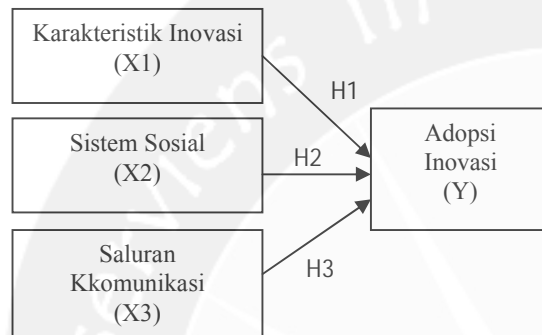 Karakteristik Inovasi
(X1)
H1
Sistem Sosial
(X2)
H2
Adopsi
Inovasi
(Y)
Saluran
Kkomunikasi
(X3)
H3